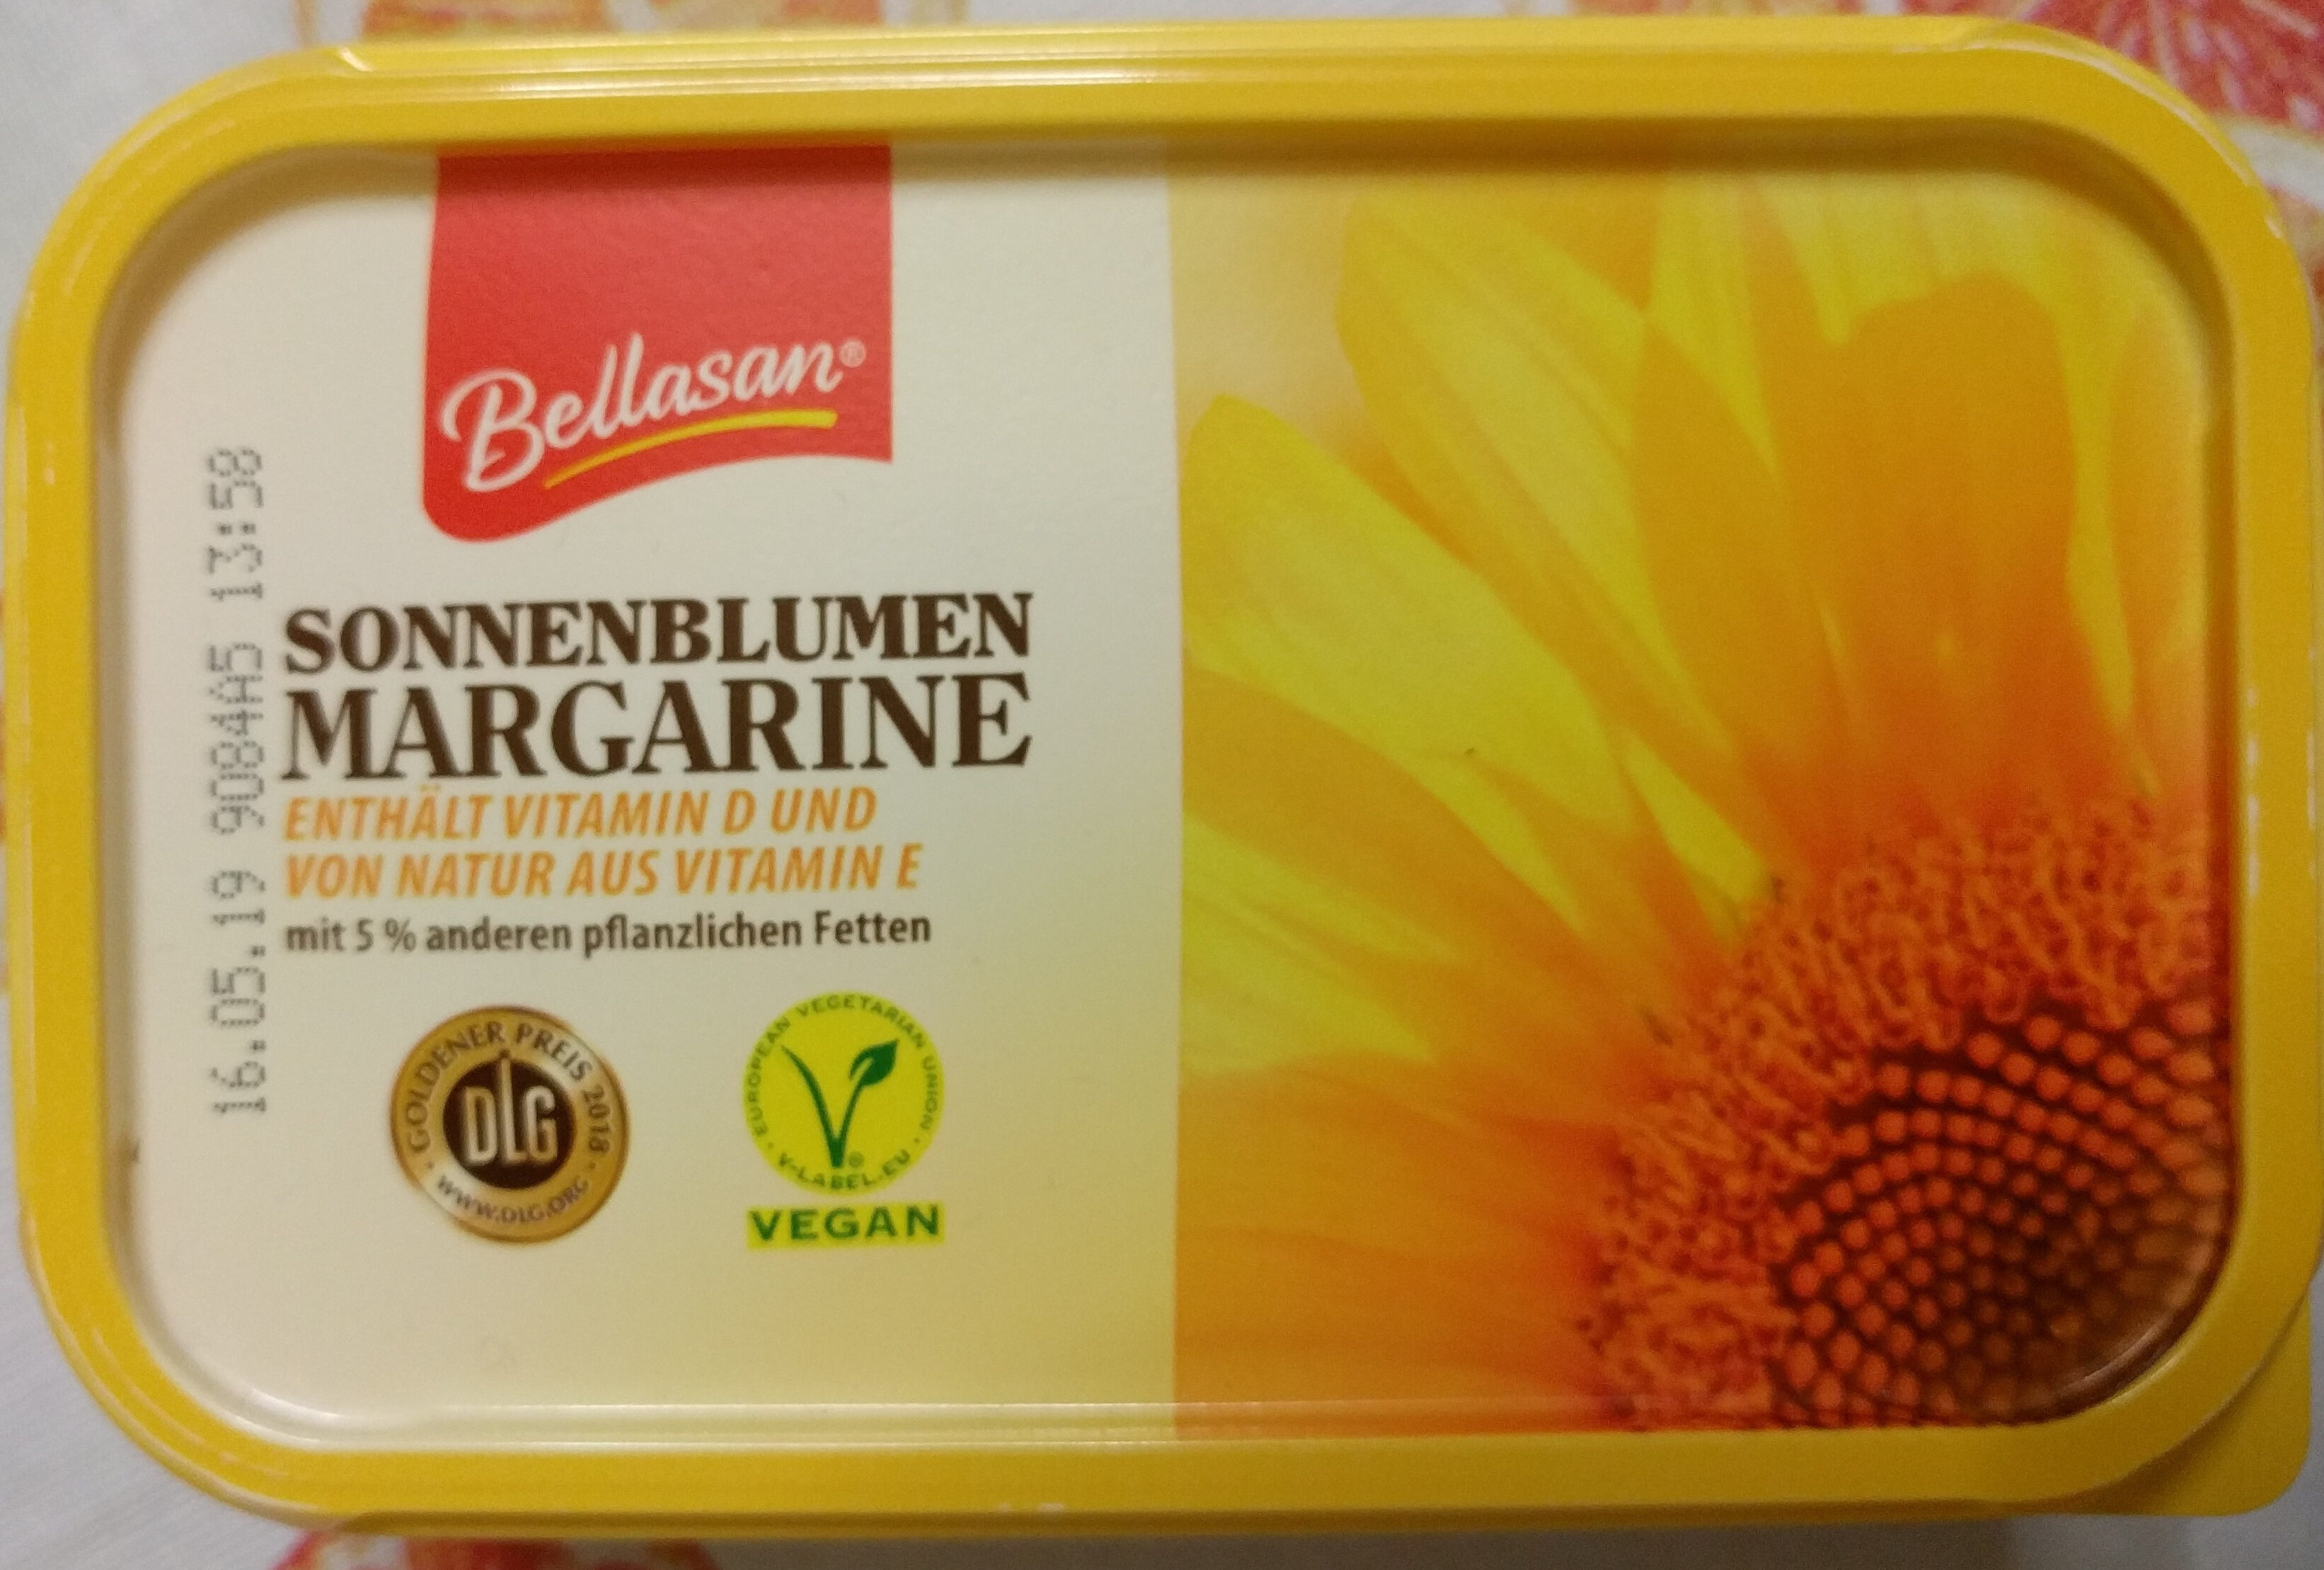 Bellasan®
SONNENBLUMEN
MARGARINE
ENTHÄLT VITAMIN D UND
VON NATUR AUS VITAMIN E
mit 5 % anderen pflanzlichen Fetten
16.05.19 9084A5 13:58
GOLDENER PREIS 2018
DLG
WWW.DLG.ORG
EUROPEAN VEGETARIAN UNION
V-LABEL.EU
®
VEGAN